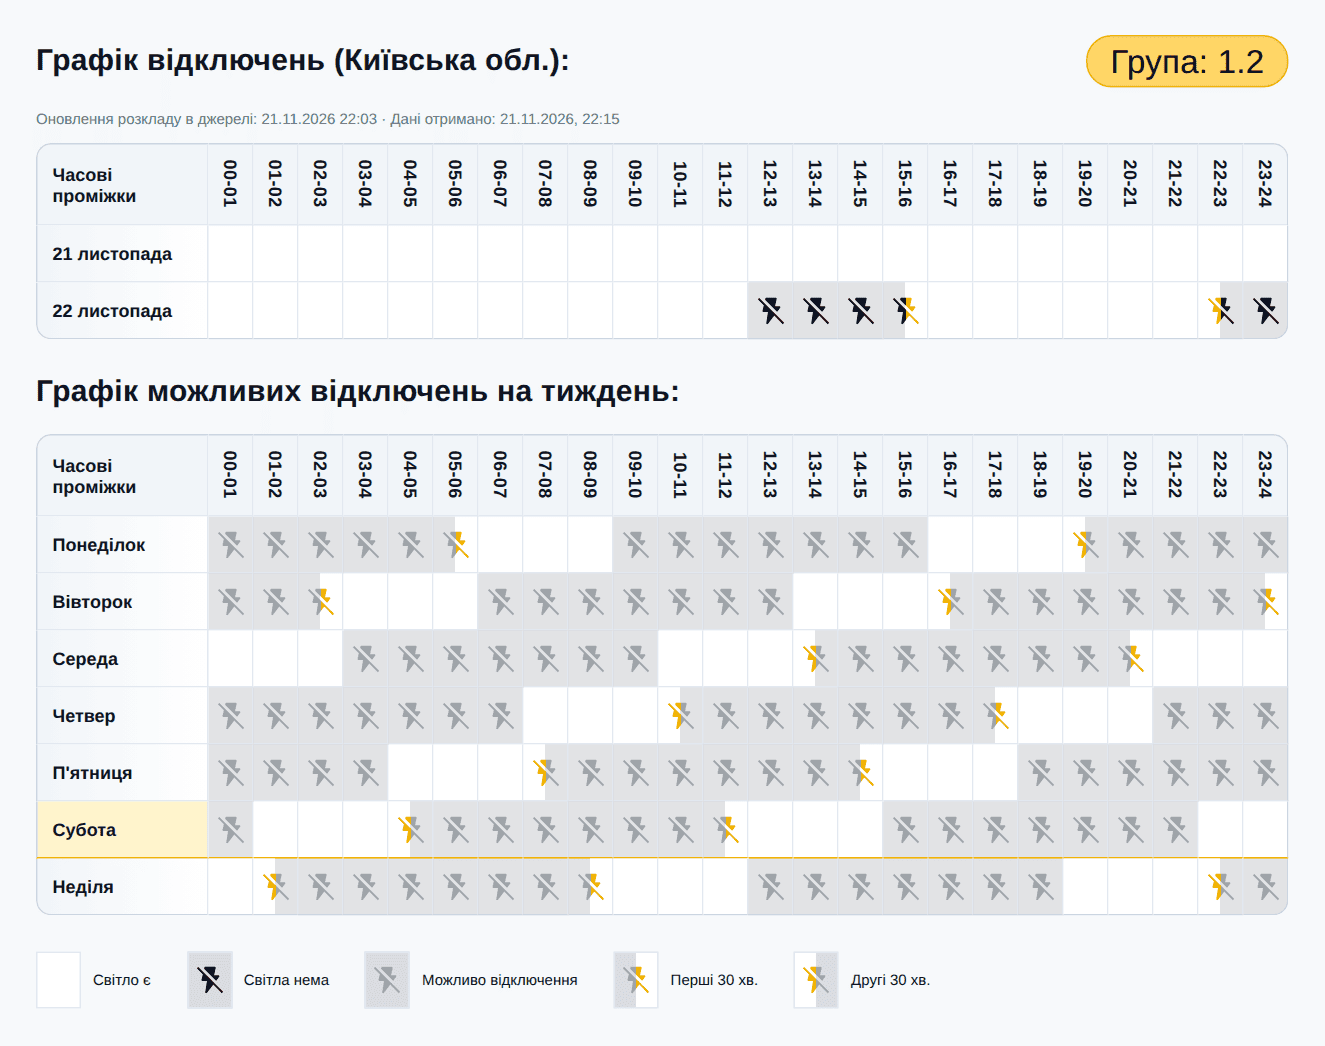 Графік відключень (Київська обл.):
Група: 1.2
Оновлення розкладу в джерелі: 21.11.2026 22:03 · Дані отримано: 21.11.2026, 22:15
Часові проміжки 00-01 01-02 02-03 03-04 04-05 05-06 06-07 07-08 08-09 09-10 10-11 11-12 12-13 13-14 14-15 15-16 16-17 17-18 18-19 19-20 20-21 21-22 22-23 23-24
21 листопада
22 листопада
Графік можливих відключень на тиждень:
Часові проміжки 00-01 01-02 02-03 03-04 04-05 05-06 06-07 07-08 08-09 09-10 10-11 11-12 12-13 13-14 14-15 15-16 16-17 17-18 18-19 19-20 20-21 21-22 22-23 23-24
Понеділок
Вівторок
Середа
Четвер
П'ятниця
Субота
Неділя
Світло є Світла нема Можливо відключення Перші 30 хв. Другі 30 хв.